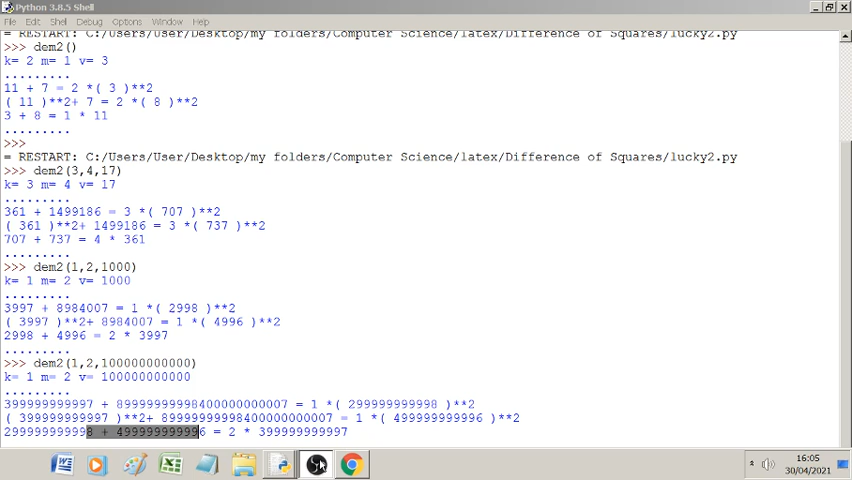 Python 3.8.5 Shell
File Edit Shell Debug Options Window Help
= RESTART: C:/Users/User/Desktop/my folders/Computer Science/latex/Difference of Squares/lucky2.py
>>> dem2()
k= 2 m= 1 v= 3
.........
11 + 7 = 2 *( 3 )**2
( 11 )**2+ 7 = 2 *( 8 )**2
3 + 8 = 1 * 11
.........
>>>
= RESTART: C:/Users/User/Desktop/my folders/Computer Science/latex/Difference of Squares/lucky2.py
>>> dem2(3,4,17)
k= 3 m= 4 v= 17
.........
361 + 1499186 = 3 *( 707 )**2
( 361 )**2+ 1499186 = 3 *( 737 )**2
707 + 737 = 4 * 361
.........
>>> dem2(1,2,1000)
k= 1 m= 2 v= 1000
.........
3997 + 8984007 = 1 *( 2998 )**2
( 3997 )**2+ 8984007 = 1 *( 4996 )**2
2998 + 4996 = 2 * 3997
.........
>>> dem2(1,2,100000000000)
k= 1 m= 2 v= 100000000000
.........
399999999997 + 89999999998400000000007 = 1 *( 299999999998 )**2
( 399999999997 )**2+ 89999999998400000000007 = 1 *( 499999999996 )**2
299999999998 + 499999999996 = 2 * 399999999997
16:05
30/04/2021